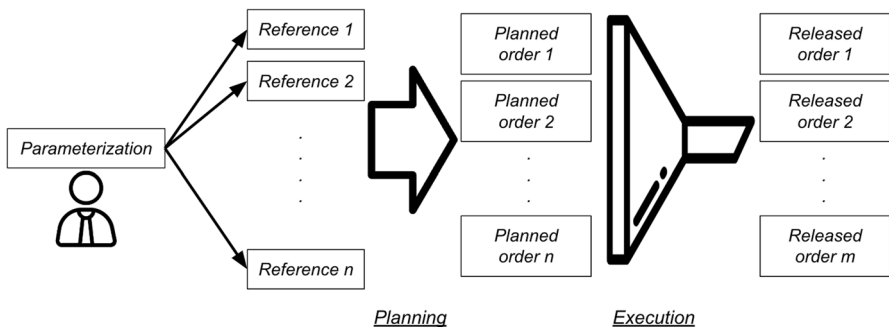 Parameterization
Reference 1
Reference 2
Reference n
Planning
Planned
order 1
Planned
order 2
Planned
order n
Execution
Released
order 1
Released
order 2
Released
order m